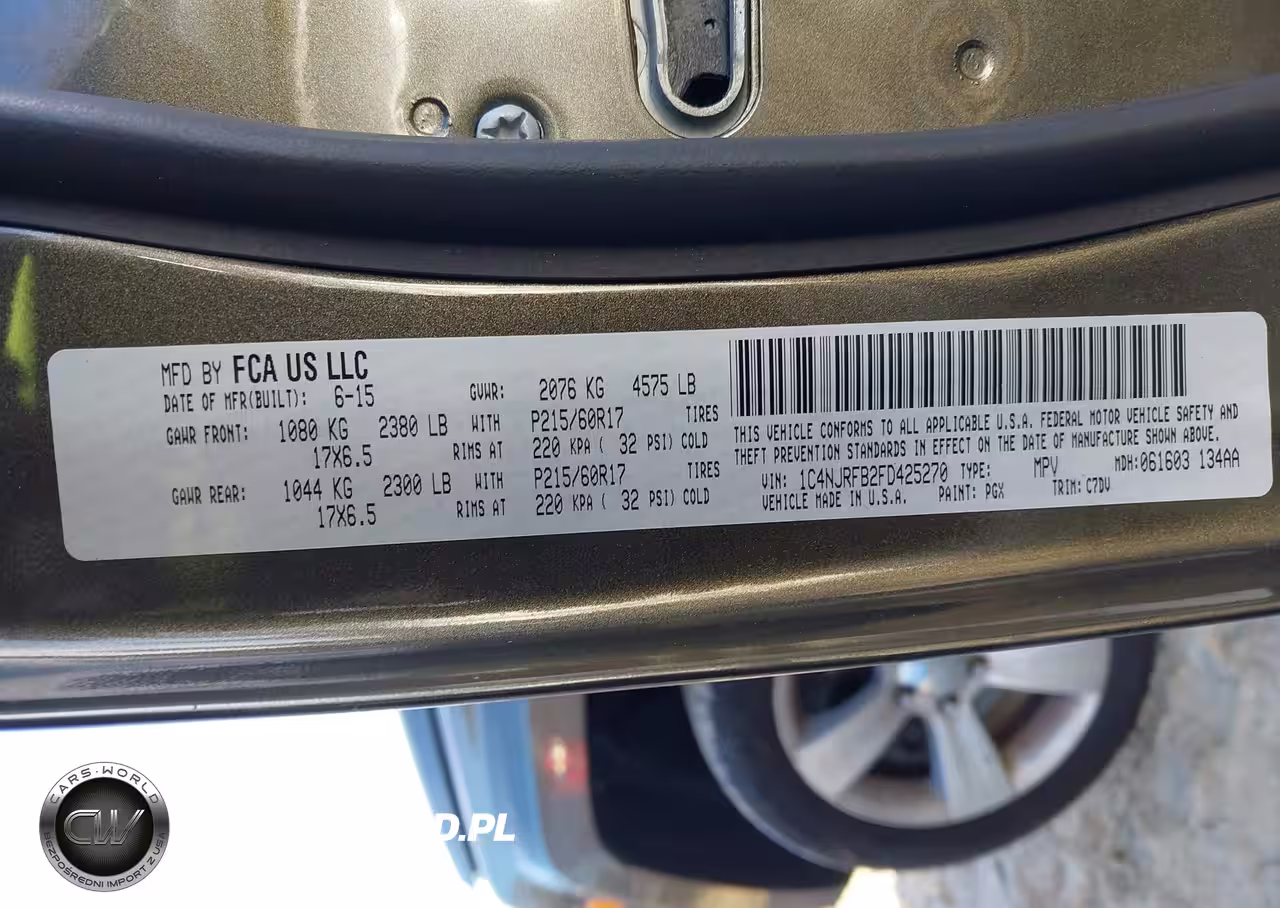 MFD BY FCA US LLC
DATE OF MFR(BUILT): 6-15 GVWR: 2076 KG 4575 LB
GAWR FRONT: 1080 KG 2380 LB WITH P215/60R17 TIRES
17X6.5 RIMS AT 220 KPA ( 32 PSI) COLD
GAWR REAR: 1044 KG 2300 LB WITH P215/60R17 TIRES
17X6.5 RIMS AT 220 KPA ( 32 PSI) COLD
THIS VEHICLE CONFORMS TO ALL APPLICABLE U.S.A. FEDERAL MOTOR VEHICLE SAFETY AND
THEFT PREVENTION STANDARDS IN EFFECT ON THE DATE OF MANUFACTURE SHOWN ABOVE.
VIN: 1C4NJRFB2FD425270 TYPE: MPV MDH:061603 134AA
VEHICLE MADE IN U.S.A. PAINT: PGX TRIM: C7DV
CARS-WORLD
CW
BEZPOŚREDNI IMPORT Z USA
D.PL